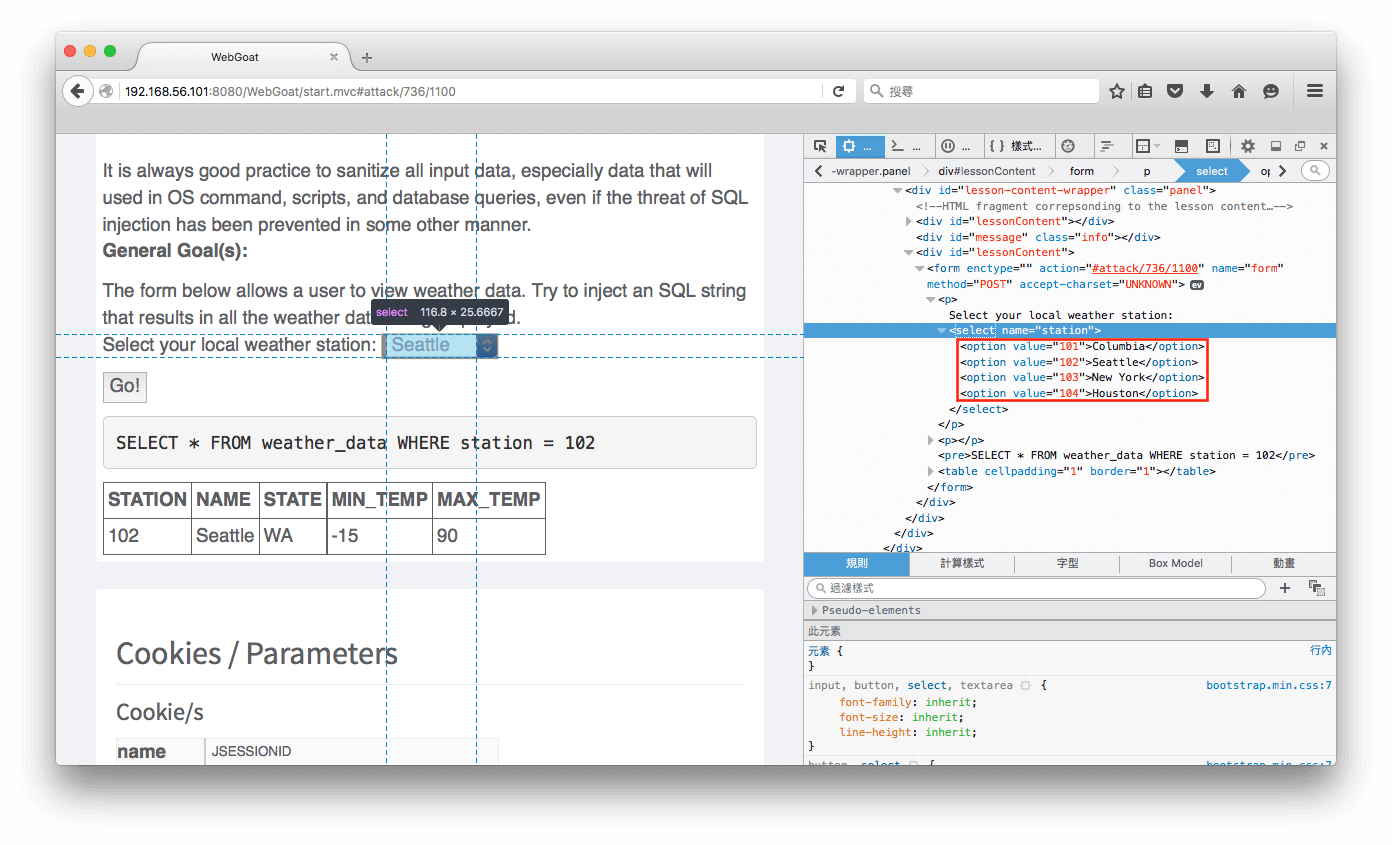 WebGoat
192.168.56.101:8080/WebGoat/start.mvc#attack/736/1100
搜尋
It is always good practice to sanitize all input data, especially data that will
used in OS command, scripts, and database queries, even if the threat of SQL
injection has been prevented in some other manner.
General Goal(s):
The form below allows a user to view weather data. Try to inject an SQL string
that results in all the weather dat
d.
select 116.8 × 25.6667
Select your local weather station: Seattle
Go!
SELECT * FROM weather_data WHERE station = 102
STATION NAME STATE MIN_TEMP MAX_TEMP
102 Seattle WA -15 90
Cookies / Parameters
Cookie/s
name JSESSIONID
... ... ... { } 樣式...
-wrapper.panel div#lessonContent form p select
<div id="lesson-content-wrapper" class="panel">
<!--HTML fragment correpsonding to the lesson content…-->
<div id="lessonContent"></div>
<div id="message" class="info"></div>
<div id="lessonContent">
<form enctype="" action="#attack/736/1100" name="form"
method="POST" accept-charset="UNKNOWN"> ev
<p>
Select your local weather station:
<select name="station">
<option value="101">Columbia</option>
<option value="102">Seattle</option>
<option value="103">New York</option>
<option value="104">Houston</option>
</select>
</p>
<p></p>
<pre>SELECT * FROM weather_data WHERE station = 102</pre>
<table cellpadding="1" border="1"></table>
</form>
</div>
</div>
</div>
</div>
規則 計算樣式 字型 Box Model 動畫
過濾樣式
Pseudo-elements
此元素
元素 { 行內
}
input, button, select, textarea { bootstrap.min.css:7
font-family: inherit;
font-size: inherit;
line-height: inherit;
}
button, select { bootstrap.min.css:7